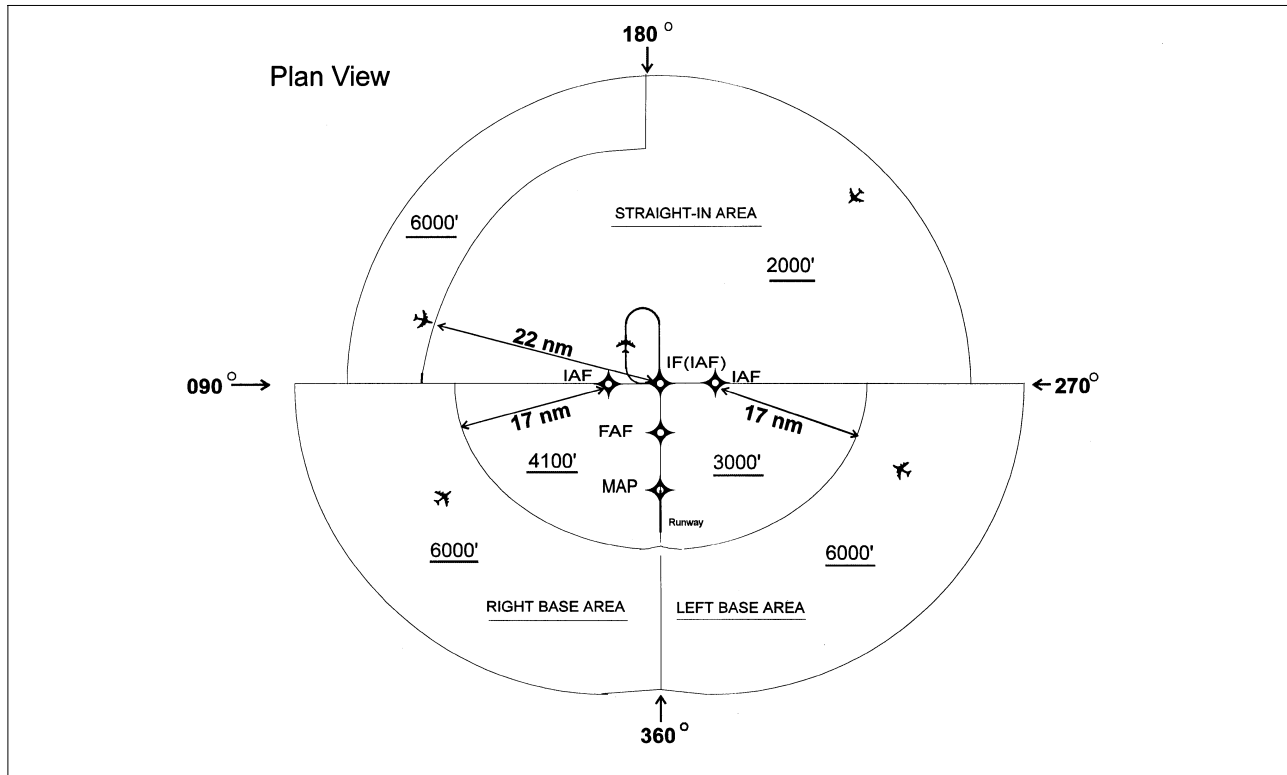 180 °
Plan View
6000'
STRAIGHT-IN AREA
2000'
22 nm
IF(IAF)
IAF
IAF
090 °
270°
17 nm
17 nm
FAF
4100'
3000'
MAP
Runway
6000'
6000'
RIGHT BASE AREA
LEFT BASE AREA
360 °